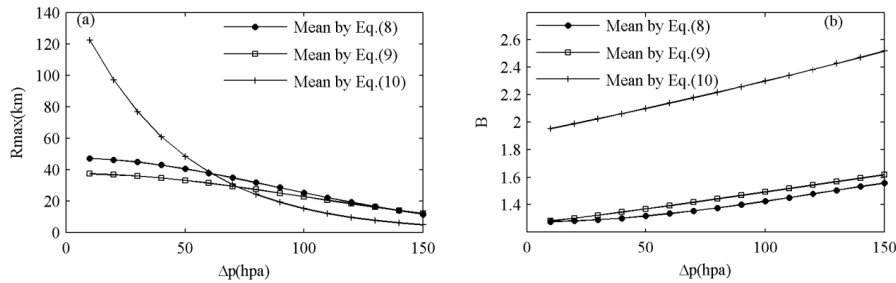 (a)
Mean by Eq.(8)
Mean by Eq.(9)
Mean by Eq.(10)
140
120
100
80
60
40
20
0
Rmax(km)
0 50 100 150
Δp(hpa)
(b)
Mean by Eq.(8)
Mean by Eq.(9)
Mean by Eq.(10)
2.6
2.4
2.2
2
1.8
1.6
1.4
B
0 50 100 150
Δp(hpa)